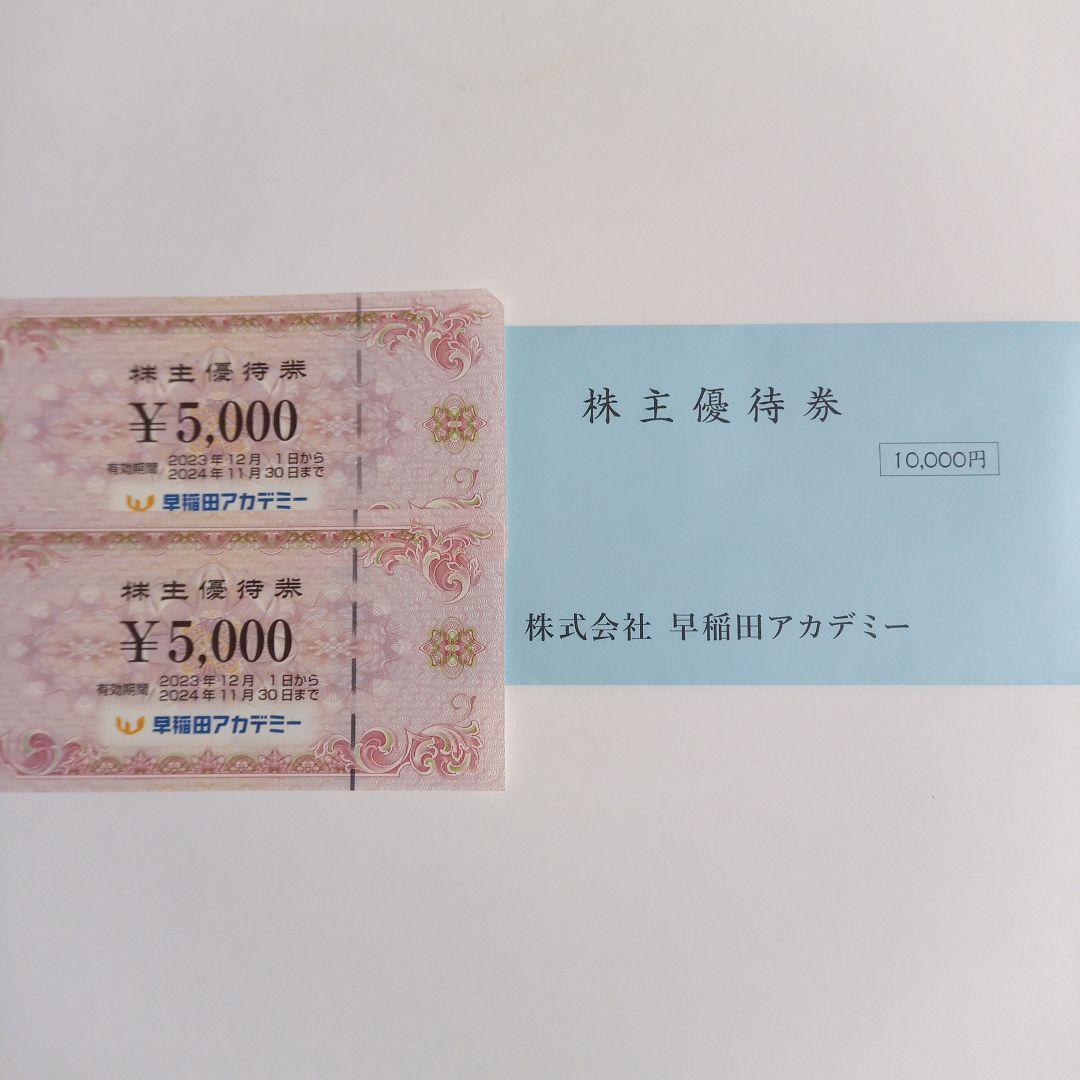 株主優待券
￥5,000
有効期間 2023年12月 1日から
2024年11月30日まで
早稲田アカデミー
株主優待券
￥5,000
有効期間 2023年12月 1日から
2024年11月30日まで
早稲田アカデミー
株主優待券
10,000円
株式会社 早稲田アカデミー